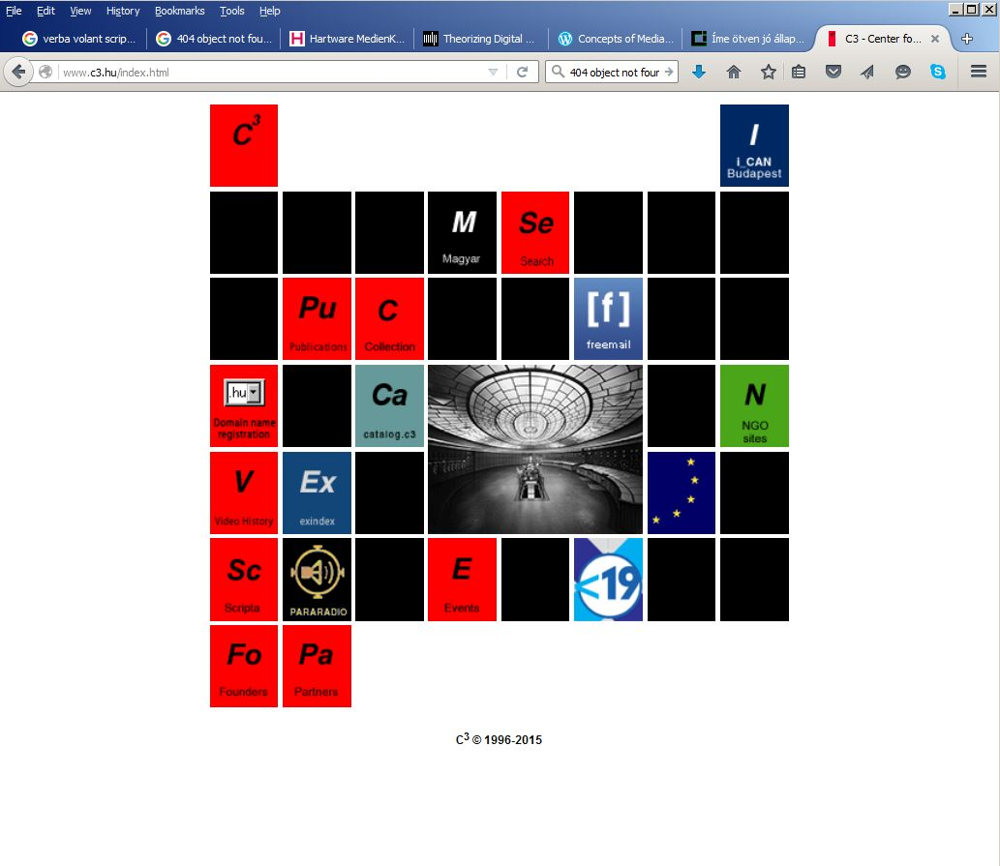 File Edit View History Bookmarks Tools Help
verba volant scrip...
404 object not fou...
Hartware MedienK...
Theorizing Digital ...
Concepts of Media...
Íme ötven jó állap...
C3 - Center fo...
www.c3.hu/index.html
404 object not four
C3
I
i_CAN
Budapest
M
Magyar
Se
Search
Pu
Publications
C
Collection
[f]
freemail
.hu
Domain name
registration
Ca
catalog.c3
N
NGO
sites
V
Video History
Ex
exindex
Sc
Scripta
PARARADIO
E
Events
<19
Fo
Founders
Pa
Partners
C3 © 1996-2015